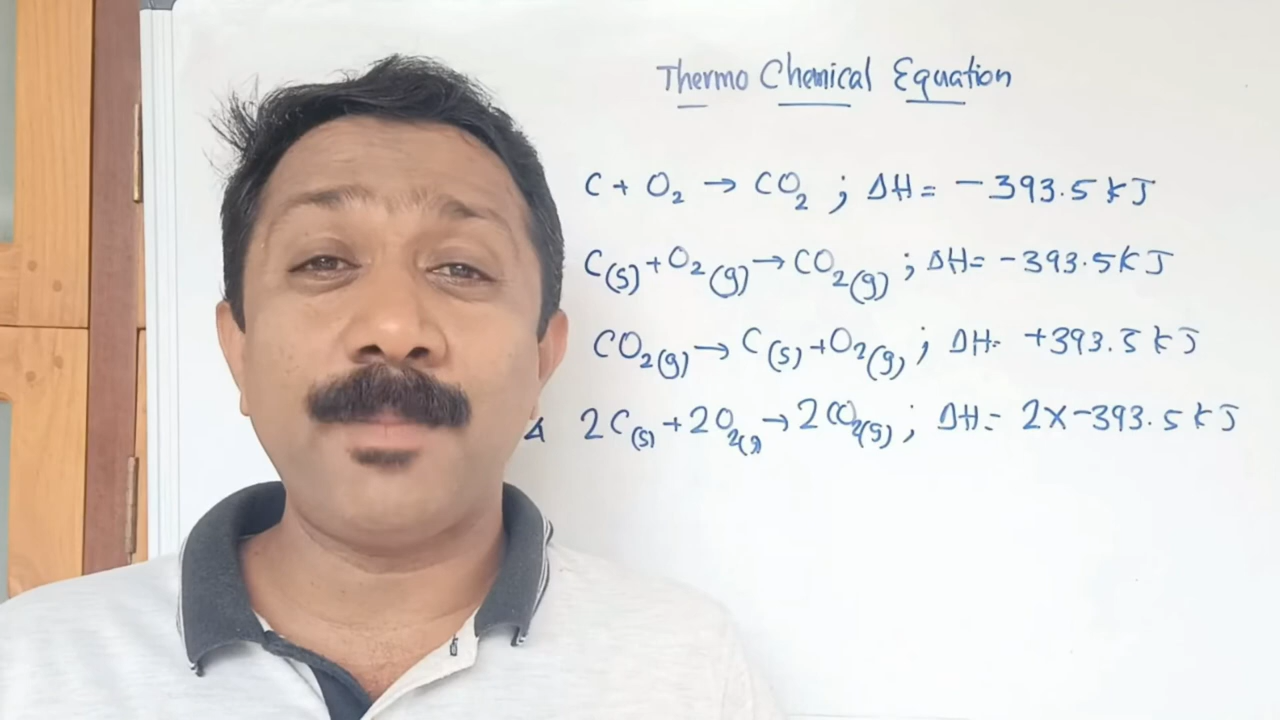 Thermo Chemical Equation
C + O₂ → CO₂ ; ΔH = -393.5 kJ
C(s) + O₂(g) → CO₂(g) ; ΔH = -393.5 kJ
CO₂(g) → C(s) + O₂(g) ; ΔH = +393.5 kJ
2C(s) + 2O₂(g) → 2CO₂(g) ; ΔH = 2x-393.5 kJ